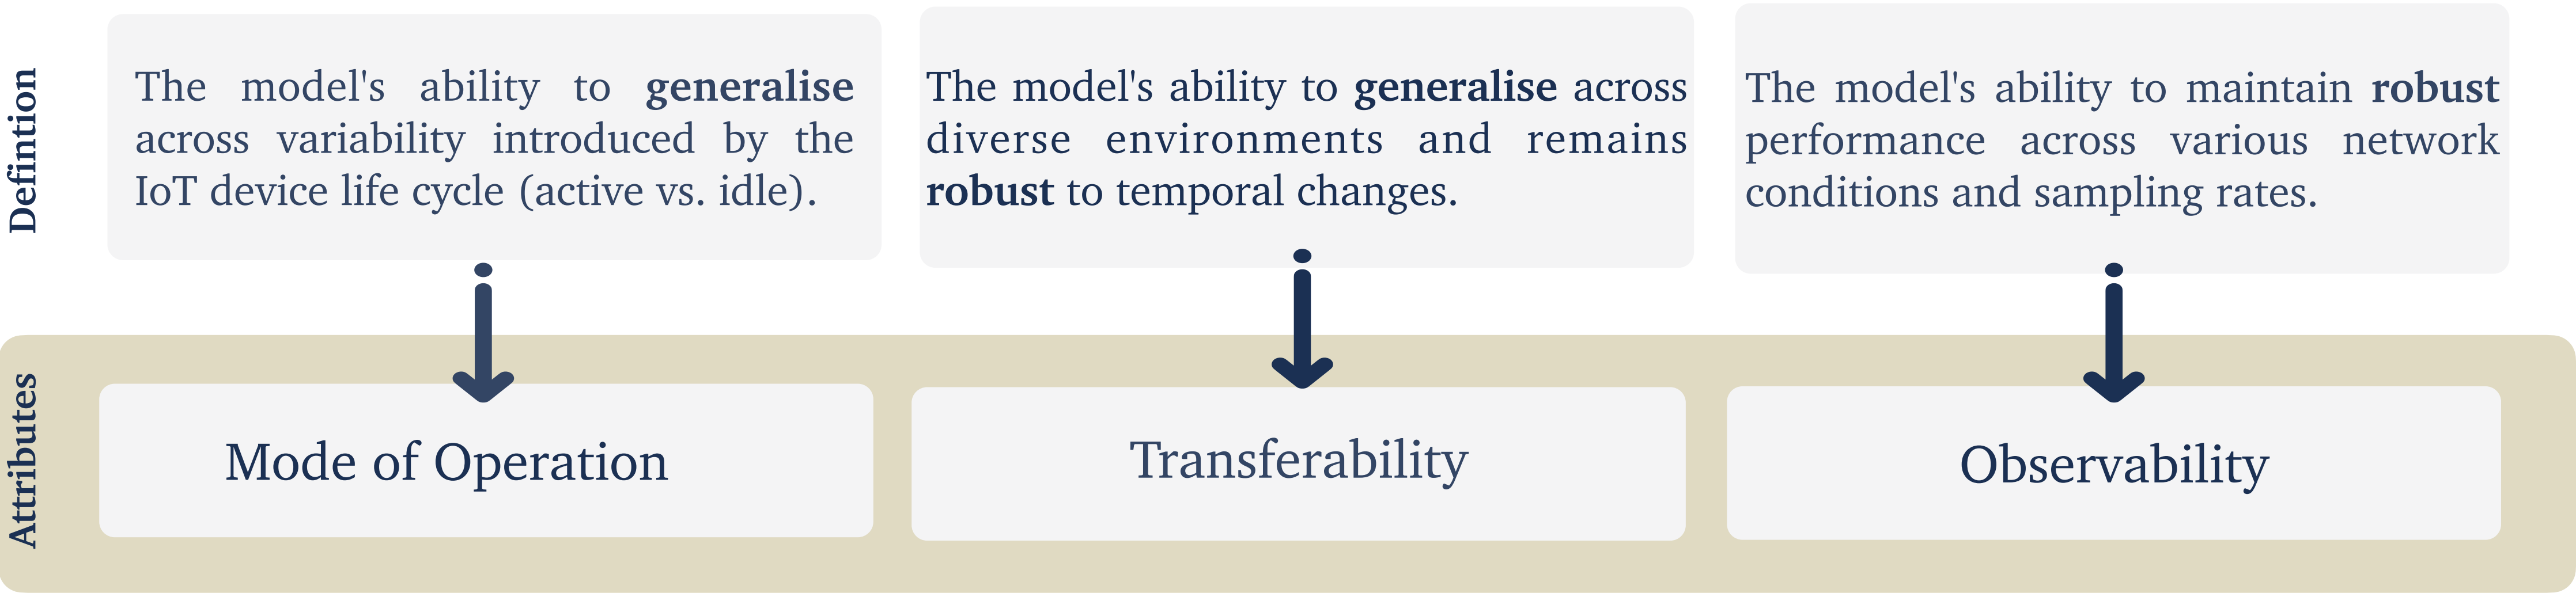 Definition
The model's ability to generalise
across variability introduced by the
IoT device life cycle (active vs. idle).
The model's ability to generalise across
diverse environments and remains
robust to temporal changes.
The model's ability to maintain robust
performance across various network
conditions and sampling rates.
Attributes
Mode of Operation
Transferability
Observability